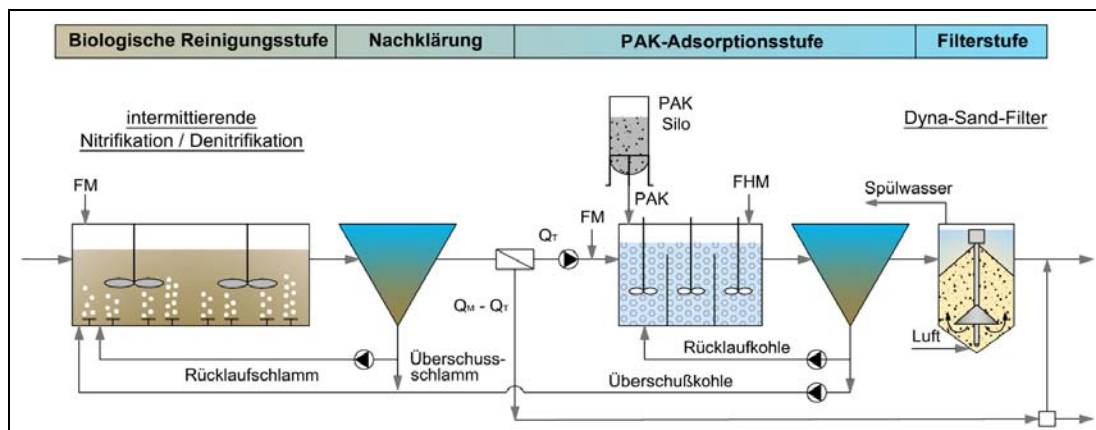 Biologische Reinigungsstufe
Nachklärung
PAK-Adsorptionsstufe
Filterstufe
intermittierende
Nitrifikation / Denitrifikation
PAK
Silo
Dyna-Sand-Filter
FM
PAK
FHM
FM
Spülwasser
QT
QM - QT
Luft
Rücklaufkohle
Rücklaufschlamm
Überschuss-
schlamm
Überschußkohle